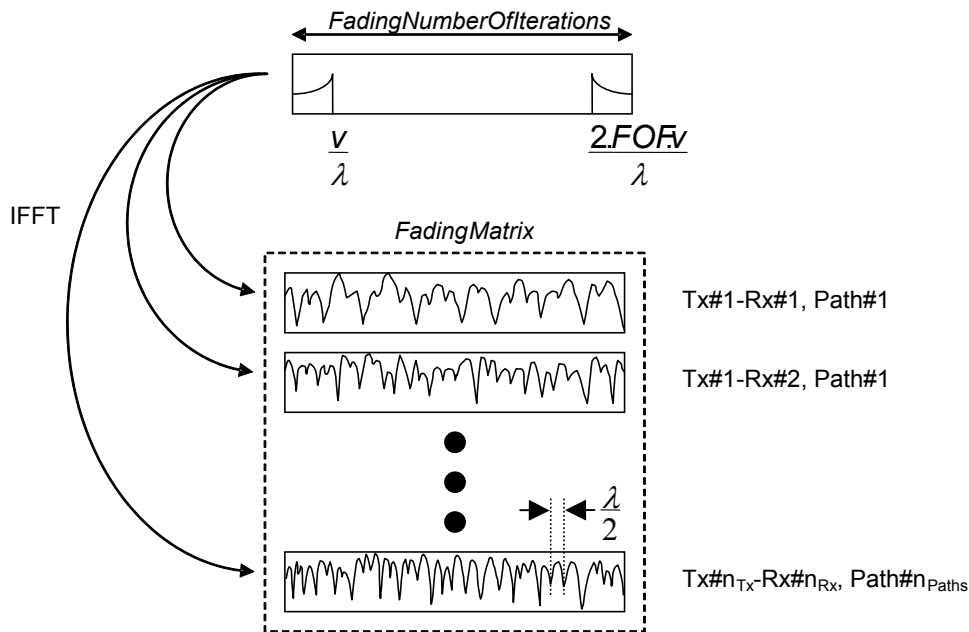 FadingNumberOfIterations
v
λ
2.FOF.v
λ
IFFT
FadingMatrix
Tx#1-Rx#1, Path#1
Tx#1-Rx#2, Path#1
λ
2
Tx#nTx-Rx#nRx, Path#nPaths